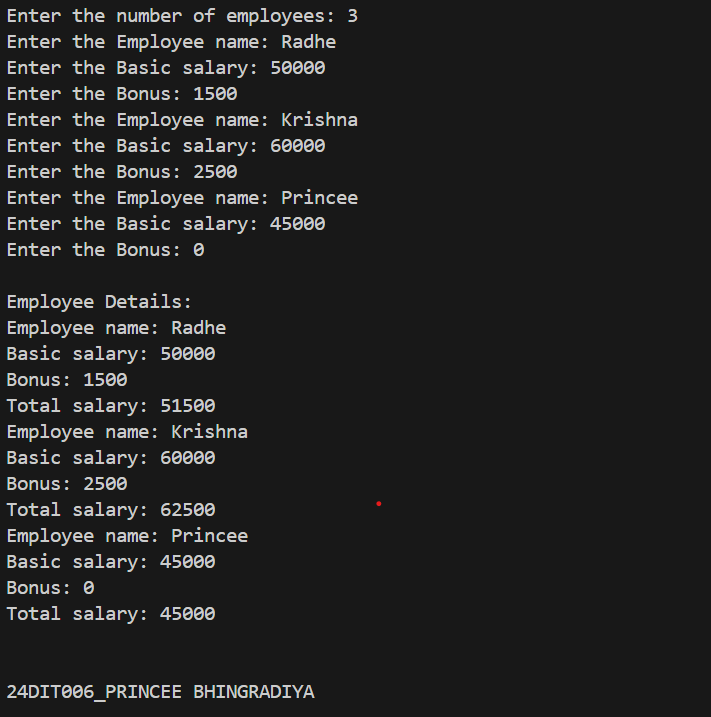 Enter the number of employees: 3
Enter the Employee name: Radhe
Enter the Basic salary: 50000
Enter the Bonus: 1500
Enter the Employee name: Krishna
Enter the Basic salary: 60000
Enter the Bonus: 2500
Enter the Employee name: Princee
Enter the Basic salary: 45000
Enter the Bonus: 0
Employee Details:
Employee name: Radhe
Basic salary: 50000
Bonus: 1500
Total salary: 51500
Employee name: Krishna
Basic salary: 60000
Bonus: 2500
Total salary: 62500
Employee name: Princee
Basic salary: 45000
Bonus: 0
Total salary: 45000
24DIT006_PRINCEE BHINGRADIYA